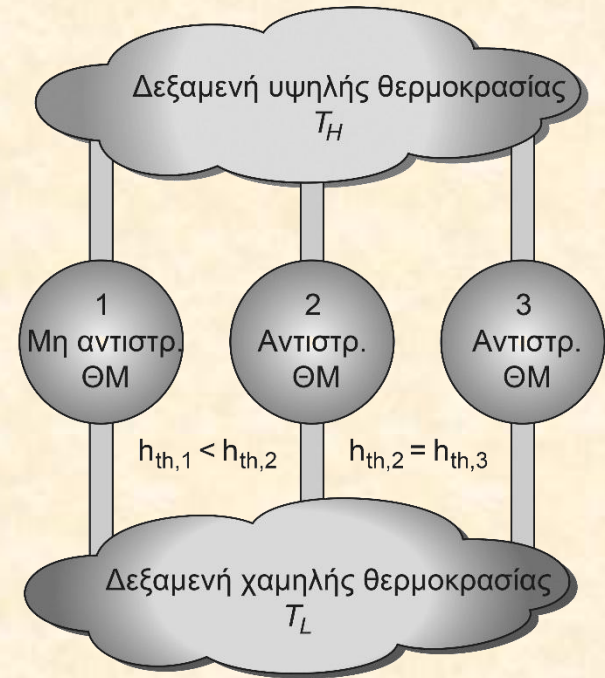 Δεξαμενή υψηλής θερμοκρασίας
T_H
1
Μη αντιστρ.
ΘΜ
2
Αντιστρ.
ΘΜ
3
Αντιστρ.
ΘΜ
h_th,1 < h_th,2
h_th,2 = h_th,3
Δεξαμενή χαμηλής θερμοκρασίας
T_L